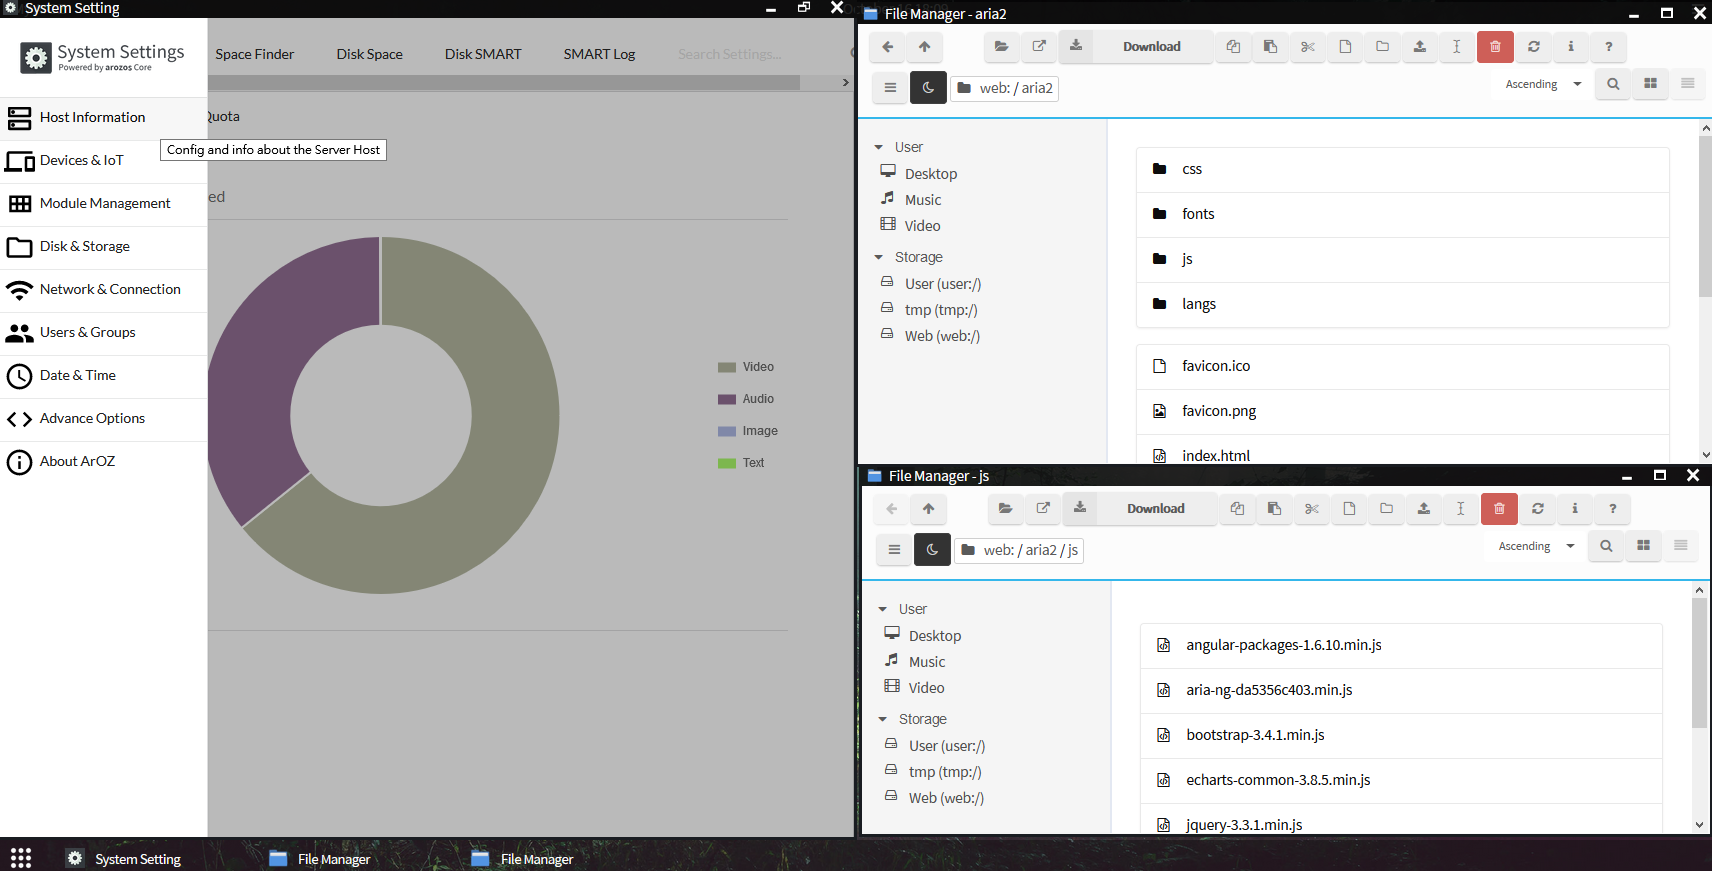 System Setting
System Settings
Powered by arozos Core
Space Finder
Disk Space
Disk SMART
SMART Log
Search Settings...
Host Information
Quota
Config and info about the Server Host
Devices & IoT
Module Management
ed
Disk & Storage
Network & Connection
Users & Groups
Date & Time
Advance Options
About ArOZ
Video
Audio
Image
Text
File Manager - aria2
Download
web: / aria2
Ascending
User
Desktop
Music
Video
Storage
User (user:/)
tmp (tmp:/)
Web (web:/)
css
fonts
js
langs
favicon.ico
favicon.png
index.html
File Manager - js
Download
web: / aria2 / js
Ascending
User
Desktop
Music
Video
Storage
User (user:/)
tmp (tmp:/)
Web (web:/)
angular-packages-1.6.10.min.js
aria-ng-da5356c403.min.js
bootstrap-3.4.1.min.js
echarts-common-3.8.5.min.js
jquery-3.3.1.min.js
System Setting
File Manager
File Manager